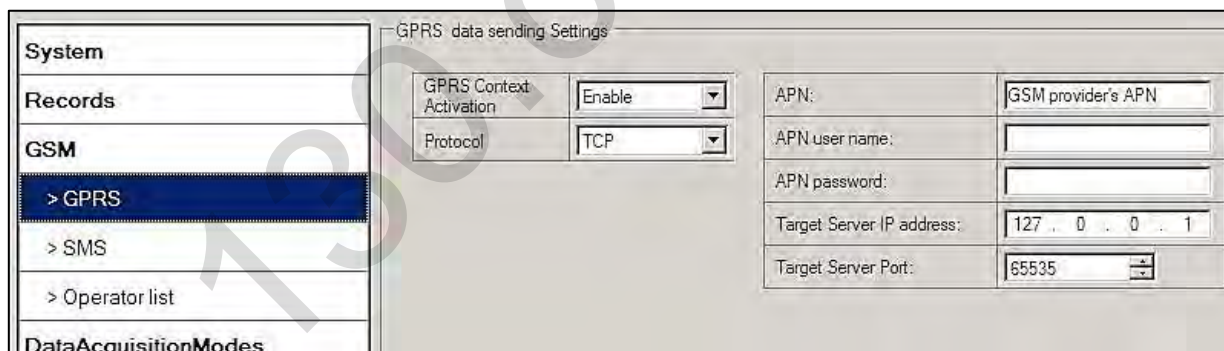 System
Records
GSM
> GPRS
> SMS
> Operator list
DataAcquisitionModes
GPRS data sending Settings
GPRS Context
Activation
Enable
Protocol
TCP
APN:
GSM provider's APN
APN user name:
APN password:
Target Server IP address:
127 . 0 . 0 . 1
Target Server Port:
65535